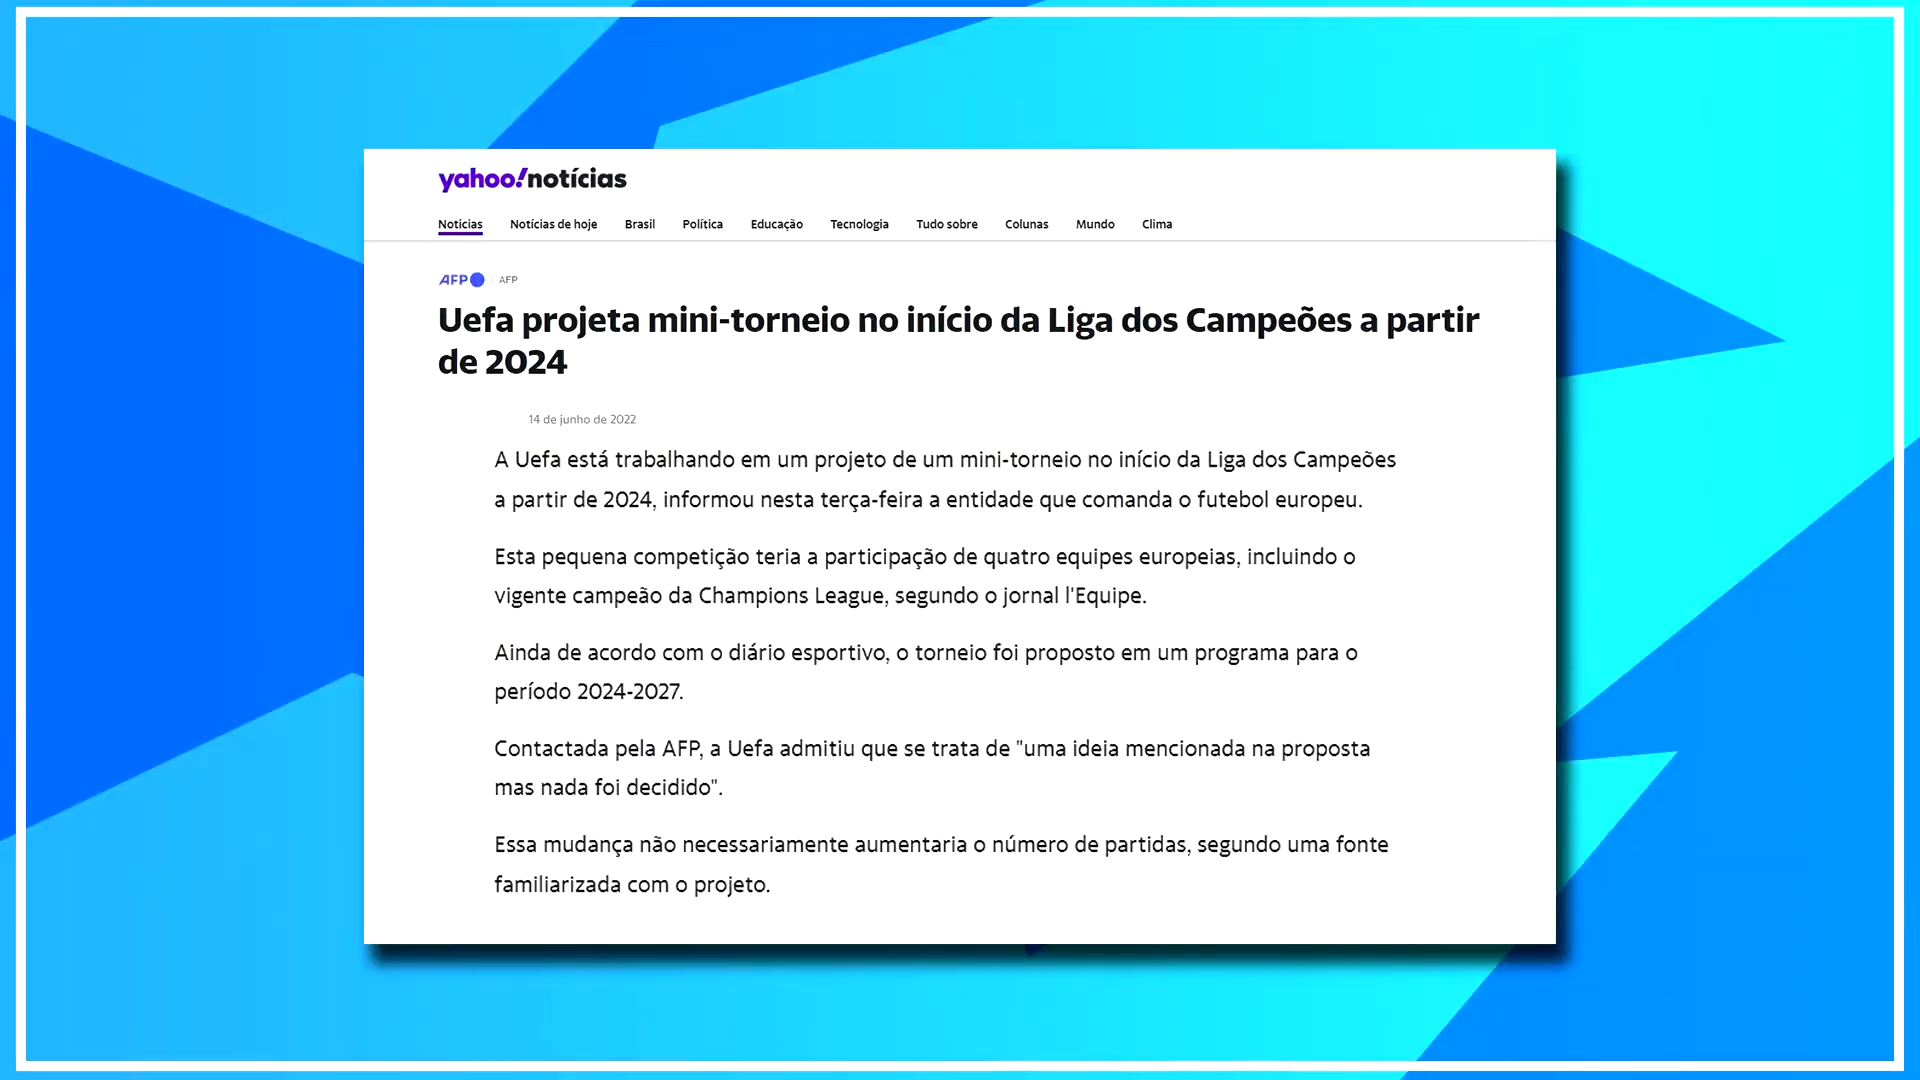 yahoo!notícias
Noticias Notícias de hoje Brasil Política Educação Tecnologia Tudo sobre Colunas Mundo Clima
AFP AFP
Uefa projeta mini-torneio no início da Liga dos Campeões a partir
de 2024
14 de junho de 2022
A Uefa está trabalhando em um projeto de um mini-torneio no início da Liga dos Campeões
a partir de 2024, informou nesta terça-feira a entidade que comanda o futebol europeu.
Esta pequena competição teria a participação de quatro equipes europeias, incluindo o
vigente campeão da Champions League, segundo o jornal l'Equipe.
Ainda de acordo com o diário esportivo, o torneio foi proposto em um programa para o
período 2024-2027.
Contactada pela AFP, a Uefa admitiu que se trata de "uma ideia mencionada na proposta
mas nada foi decidido".
Essa mudança não necessariamente aumentaria o número de partidas, segundo uma fonte
familiarizada com o projeto.